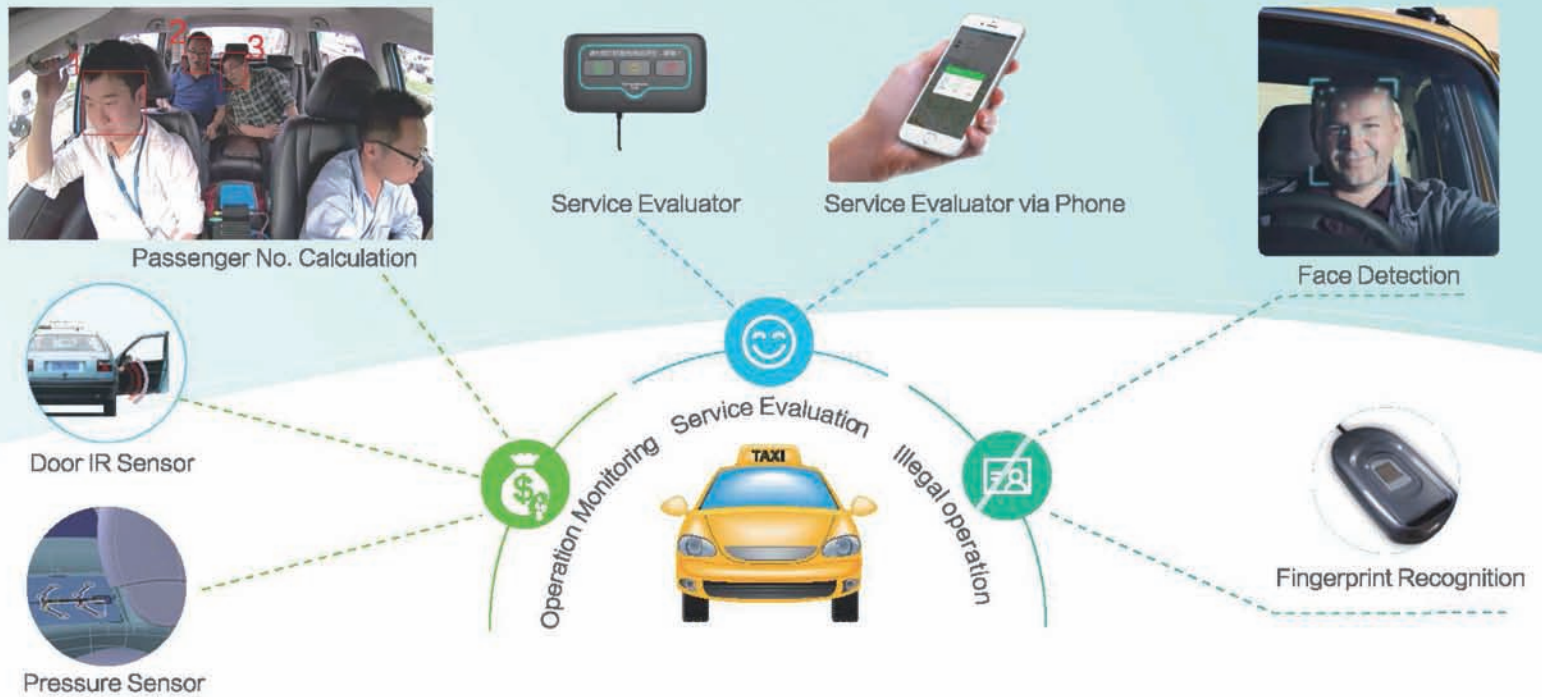 1
2
3
Passenger No. Calculation
Service Evaluator
Service Evaluator via Phone
Face Detection
Door IR Sensor
Pressure Sensor
Operation Monitoring
Service Evaluation
Illegal operation
TAXI
Fingerprint Recognition